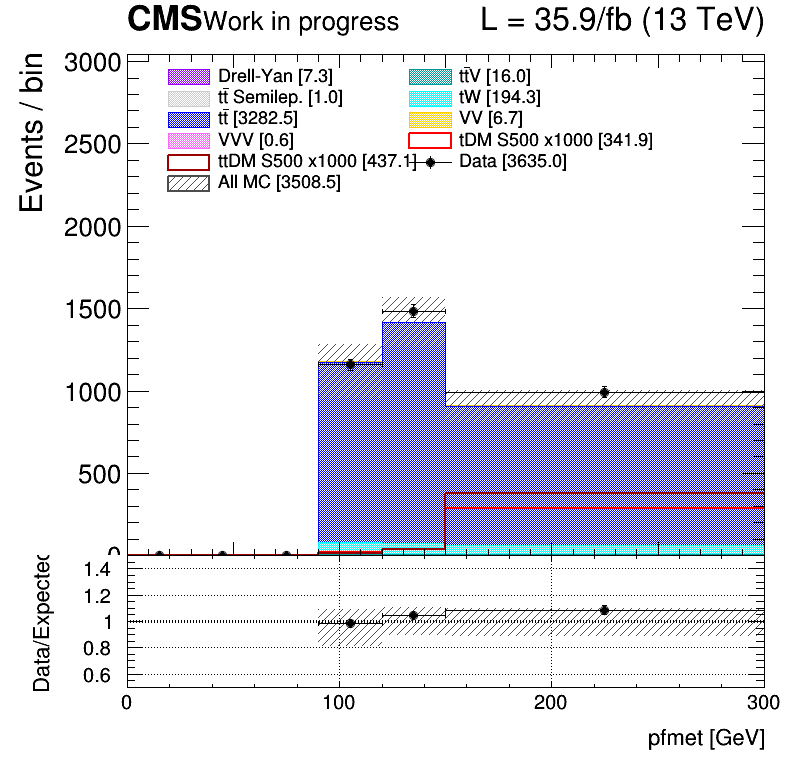 CMS Work in progress L = 35.9/fb (13 TeV)
Events / bin
3000
2500
2000
1500
1000
500
0
Drell-Yan [7.3] tt̄V [16.0]
tt̄ Semilep. [1.0] tW [194.3]
tt̄ [3282.5] VV [6.7]
VVV [0.6] tDM S500 x1000 [341.9]
ttDM S500 x1000 [437.1] Data [3635.0]
All MC [3508.5]
Data/Expected
1.4
1.2
1
0.8
0.6
0 100 200 300
pfmet [GeV]